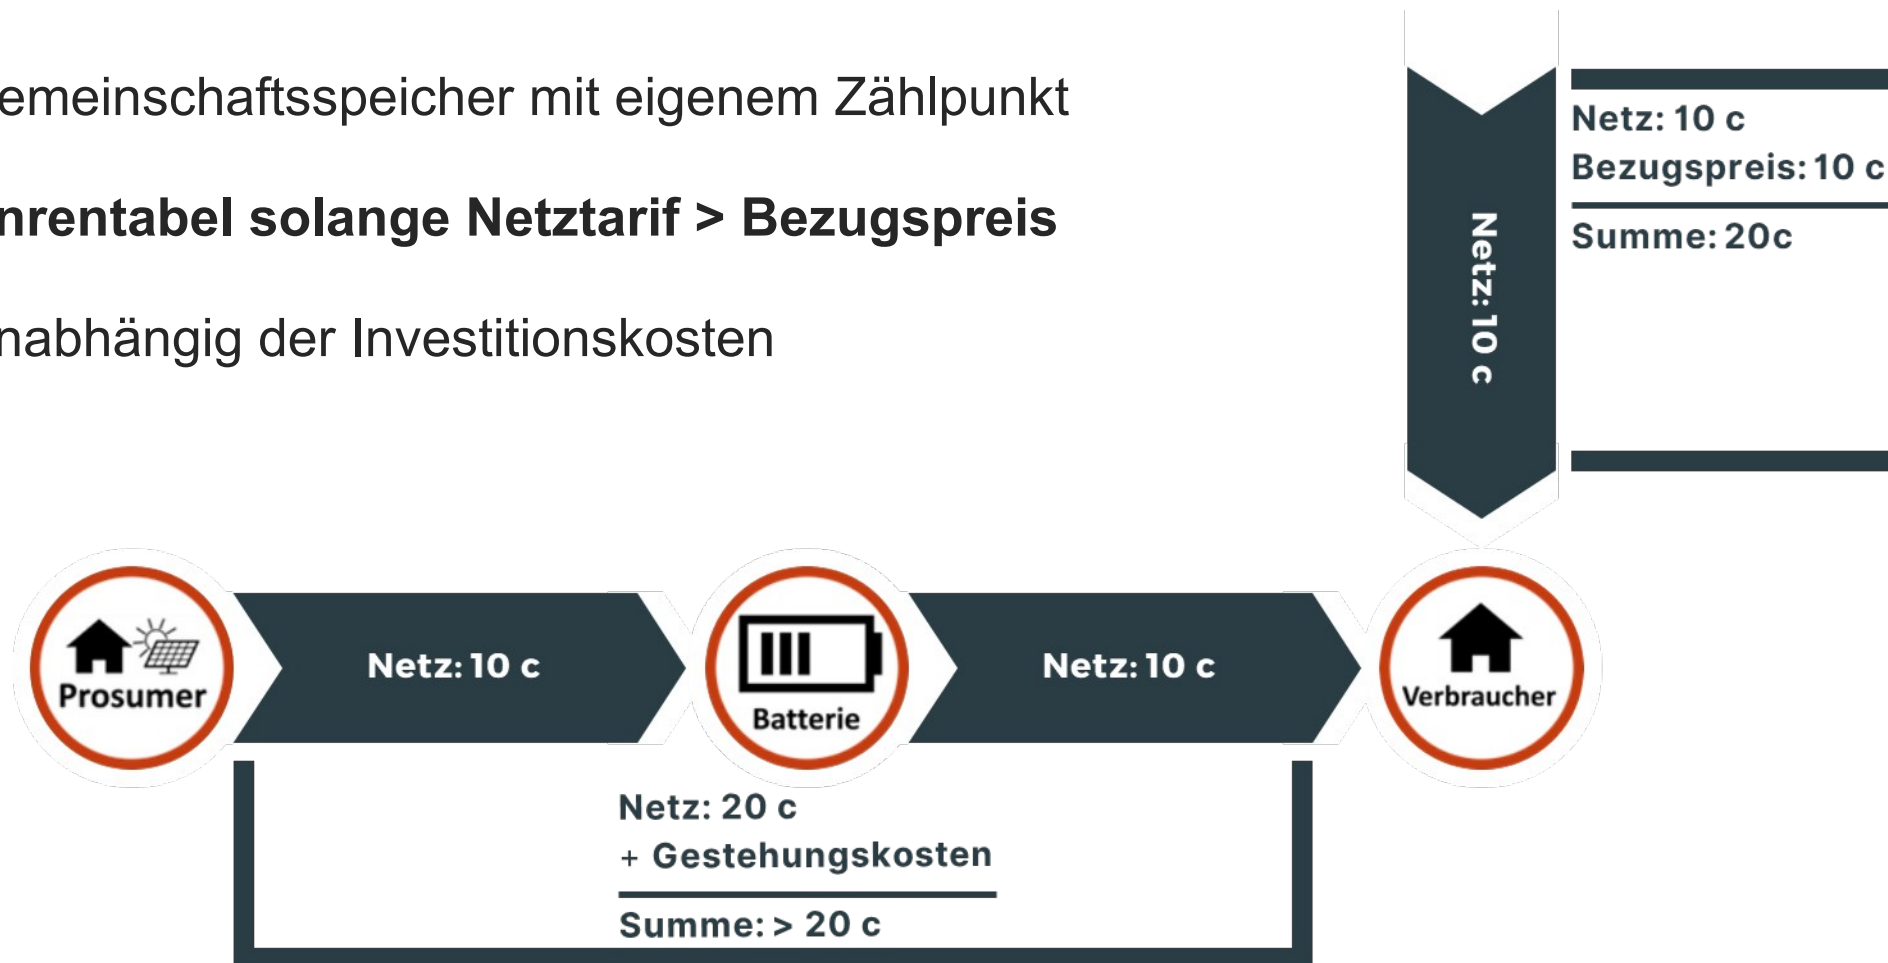 emeinschaftsspeicher mit eigenem Zählpunkt
nrentabel solange Netztarif > Bezugspreis
nabhängig der Investitionskosten
Netz: 10 c
Netz: 10 c
Bezugspreis: 10 c
Summe: 20c
Prosumer
Netz: 10 c
Batterie
Netz: 10 c
Verbraucher
Netz: 20 c
+ Gestehungskosten
Summe: > 20 c